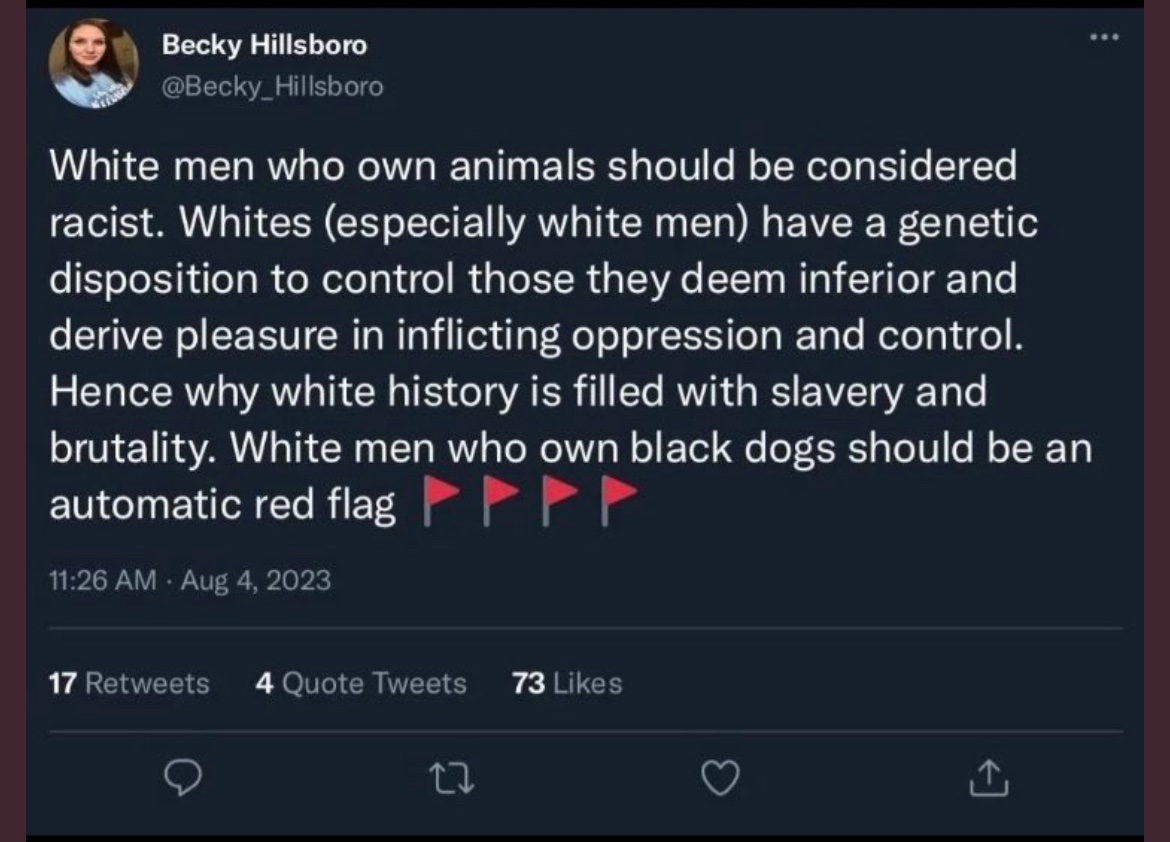 Becky Hillsboro
@Becky_Hillsboro
White men who own animals should be considered
racist. Whites (especially white men) have a genetic
disposition to control those they deem inferior and
derive pleasure in inflicting oppression and control.
Hence why white history is filled with slavery and
brutality. White men who own black dogs should be an
automatic red flag 🚩 🚩 🚩 🚩
11:26 AM · Aug 4, 2023
17 Retweets 4 Quote Tweets 73 Likes